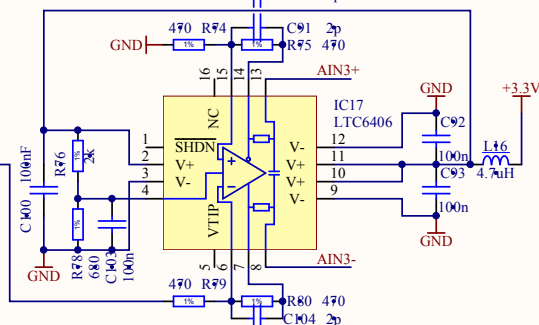 470 R74 C91 2p
GND 1% 1% R75 470
16 15 14 13 AIN3+
NC IC17 LTC6406
GND +3.3V
1 SHDN V- 12 C92
2 V+ V+ 11 100n L16
3 V- V+ 10 C93 4.7uH
4 V- 9 100n
100nF R76 1% 2k
C100 1% R78 680 C103 100n
VTIP
GND GND
5 6 7 8 AIN3-
470 R79 1% 1% R80 470
C104 2p